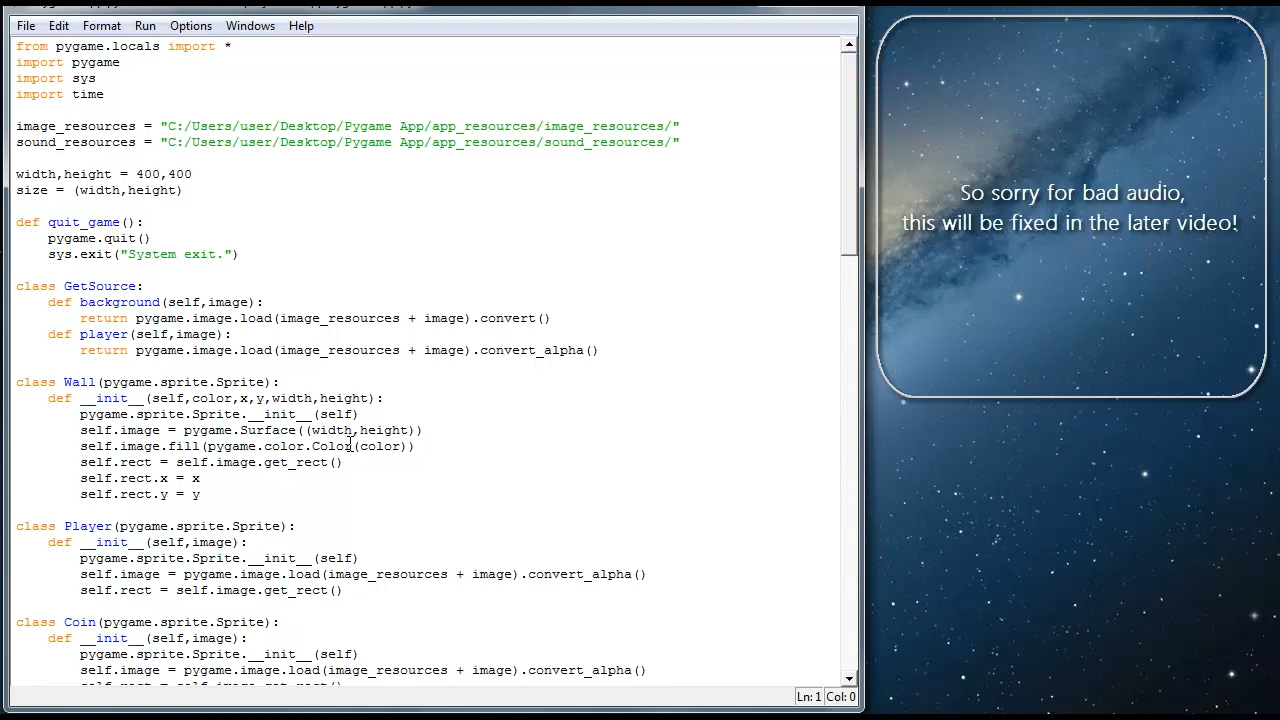 File Edit Format Run Options Windows Help
from pygame.locals import *
import pygame
import sys
import time
image_resources = "C:/Users/user/Desktop/Pygame App/app_resources/image_resources/"
sound_resources = "C:/Users/user/Desktop/Pygame App/app_resources/sound_resources/"
width,height = 400,400
size = (width,height)
def quit_game():
    pygame.quit()
    sys.exit("System exit.")
class GetSource:
    def background(self,image):
        return pygame.image.load(image_resources + image).convert()
    def player(self,image):
        return pygame.image.load(image_resources + image).convert_alpha()
class Wall(pygame.sprite.Sprite):
    def __init__(self,color,x,y,width,height):
        pygame.sprite.Sprite.__init__(self)
        self.image = pygame.Surface((width,height))
        self.image.fill(pygame.color.Color(color))
        self.rect = self.image.get_rect()
        self.rect.x = x
        self.rect.y = y
class Player(pygame.sprite.Sprite):
    def __init__(self,image):
        pygame.sprite.Sprite.__init__(self)
        self.image = pygame.image.load(image_resources + image).convert_alpha()
        self.rect = self.image.get_rect()
class Coin(pygame.sprite.Sprite):
    def __init__(self,image):
        pygame.sprite.Sprite.__init__(self)
        self.image = pygame.image.load(image_resources + image).convert_alpha()
Ln: 1 Col: 0
So sorry for bad audio,
this will be fixed in the later video!